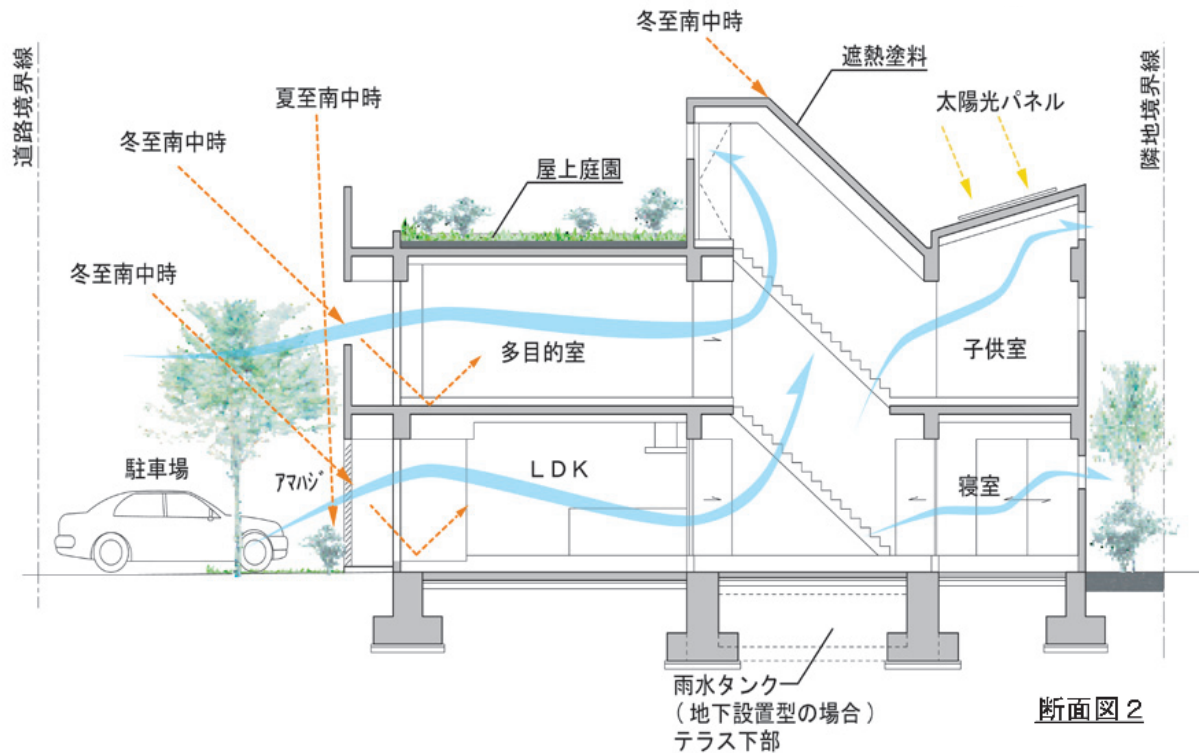 冬至南中時
遮熱塗料
道路境界線
夏至南中時
太陽光パネル
隣地境界線
冬至南中時
屋上庭園
冬至南中時
多目的室
子供室
駐車場
アマハジ
LDK
寝室
雨水タンク
(地下設置型の場合)
テラス下部
断面図2